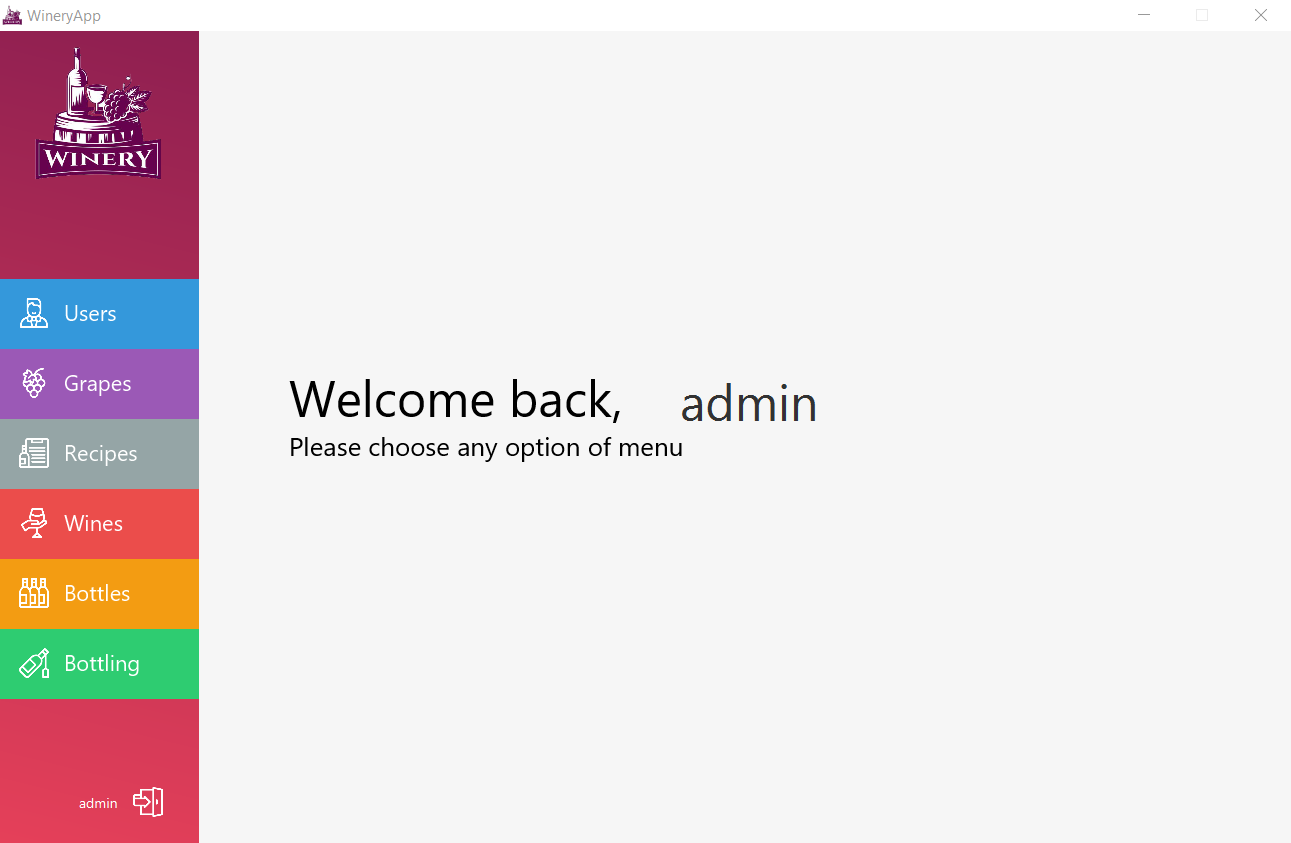 WineryApp
WINERY
Users
Grapes
Recipes
Wines
Bottles
Bottling
admin
Welcome back, admin
Please choose any option of menu